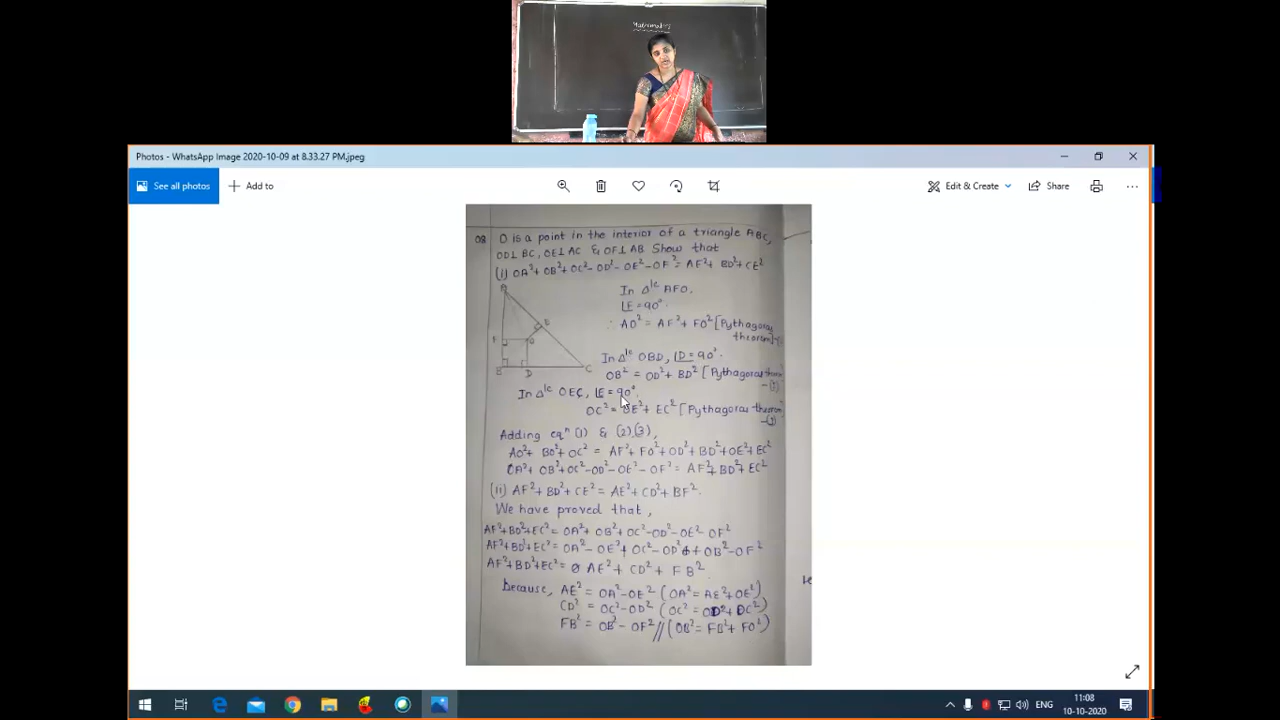 Mathematics
Photos - WhatsApp Image 2020-10-09 at 8.33.27 PM.jpeg
See all photos
Add to
Edit & Create
Share
08 O is a point in the interior of a triangle ABC,
OD⊥ BC, OE⊥ AC & OF⊥ AB Show that
(i) OA²+ OB²+OC²-OD²-OE²-OF²= AF²+ BD²+CE²
In Δle AFO,
∠E =90°
∴ AO² = AF²+ FO² [Pythagoras
theorem]
A
E
F
O
B
D
C
In Δle OBD, ∠D = 90°.
OB² = OD²+ BD² [Pythagoras
In Δle OEC, ∠E = 90°.
OC² = OE²+ EC² [Pythagoras theorem
Adding eqⁿ (1) & (2)(3),
AO²+ BO²+OC² = AF²+FO²+OD²+BD²+OE²+EC²
OA²+ OB²+OC²-OD²-OE²-OF² = AF²+BD²+EC²
(ii) AF²+BD²+CE² = AE²+CD²+BF².
We have proved that,
AF²+BD²+EC² = OA²+ OB²+OC²-OD²-OE² OF²
AF²+BD²+EC² = OA²- OE²+ OC²-OD² + OB²-OF²
AF²+BD²+EC² = AE²+ CD²+ FB².
Because, AE² = OA²-OE² (OA² = AE²+OE²)
CD² = OC²-OD² (OC² = OD²+DC²)
FB² = OB²- OF² // (OB² = FB²+ FO²)
ENG
11:08
10-10-2020